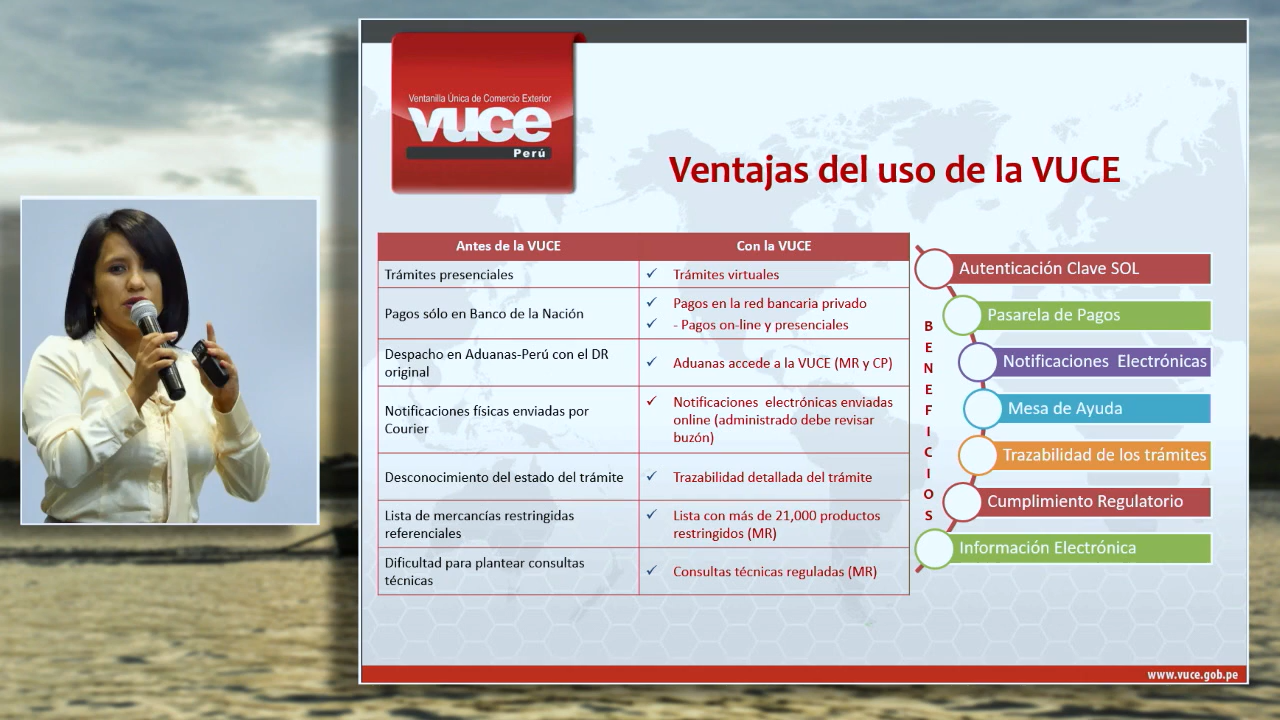 Ventanilla Única de Comercio Exterior
vuce
Perú
Ventajas del uso de la VUCE
Antes de la VUCE
Con la VUCE
Trámites presenciales
✓ Trámites virtuales
Pagos sólo en Banco de la Nación
✓ Pagos en la red bancaria privado
✓ - Pagos on-line y presenciales
Despacho en Aduanas-Perú con el DR
original
✓ Aduanas accede a la VUCE (MR y CP)
Notificaciones físicas enviadas por
Courier
✓ Notificaciones electrónicas enviadas
online (administrado debe revisar
buzón)
Desconocimiento del estado del trámite
✓ Trazabilidad detallada del trámite
Lista de mercancías restringidas
referenciales
✓ Lista con más de 21,000 productos
restringidos (MR)
Dificultad para plantear consultas
técnicas
✓ Consultas técnicas reguladas (MR)
BENEFICIOS
Autenticación Clave SOL
Pasarela de Pagos
Notificaciones Electrónicas
Mesa de Ayuda
Trazabilidad de los trámites
Cumplimiento Regulatorio
Información Electrónica
www.vuce.gob.pe